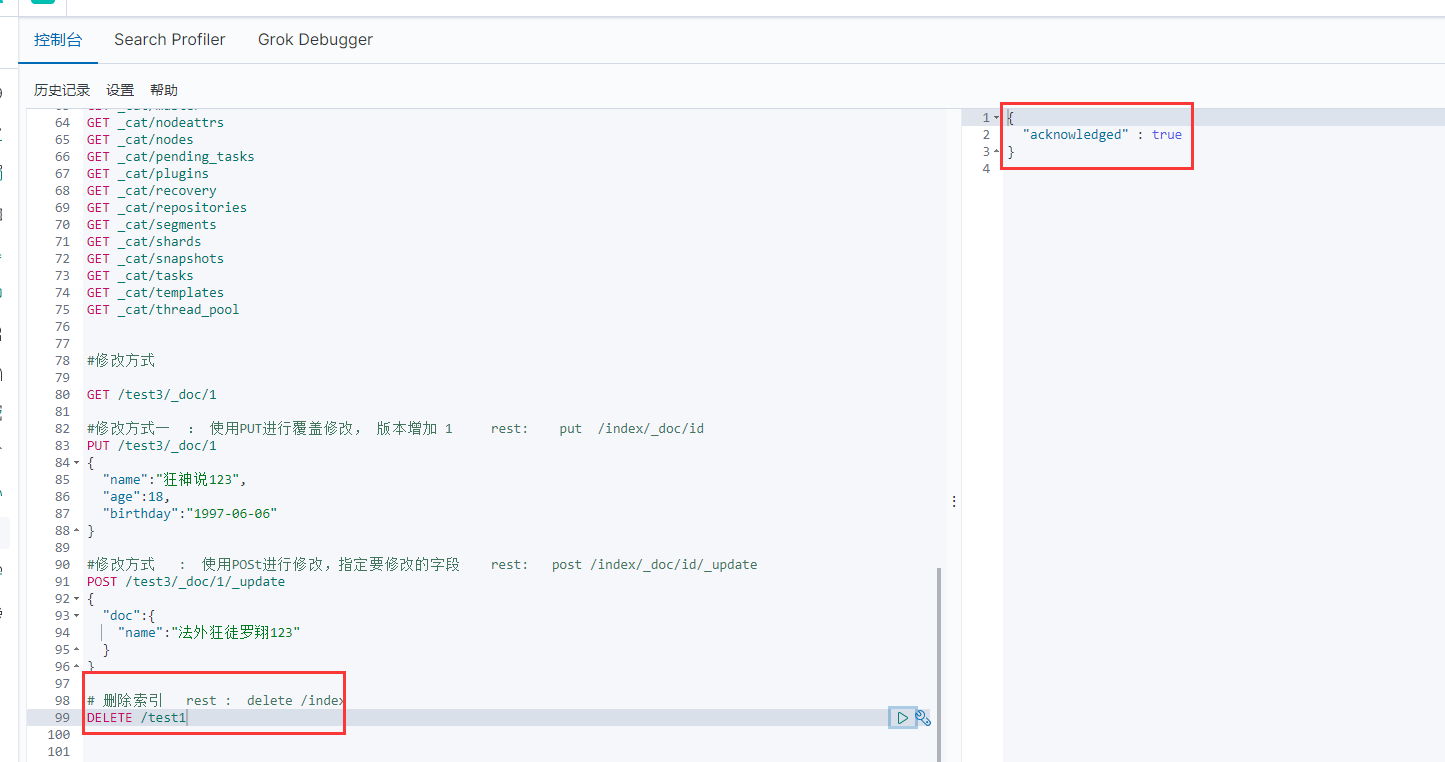 控制台 Search Profiler Grok Debugger
历史记录 设置 帮助
64 GET _cat/nodeattrs
65 GET _cat/nodes
66 GET _cat/pending_tasks
67 GET _cat/plugins
68 GET _cat/recovery
69 GET _cat/repositories
70 GET _cat/segments
71 GET _cat/shards
72 GET _cat/snapshots
73 GET _cat/tasks
74 GET _cat/templates
75 GET _cat/thread_pool
76
77
78 #修改方式
79
80 GET /test3/_doc/1
81
82 #修改方式一 : 使用PUT进行覆盖修改, 版本增加 1 rest: put /index/_doc/id
83 PUT /test3/_doc/1
84 {
85 "name":"狂神说123",
86 "age":18,
87 "birthday":"1997-06-06"
88 }
89
90 #修改方式 : 使用POSt进行修改,指定要修改的字段 rest: post /index/_doc/id/_update
91 POST /test3/_doc/1/_update
92 {
93 "doc":{
94 "name":"法外狂徒罗翔123"
95 }
96 }
97
98 # 删除索引 rest : delete /index
99 DELETE /test1
100
101
1 {
2 "acknowledged" : true
3 }
4